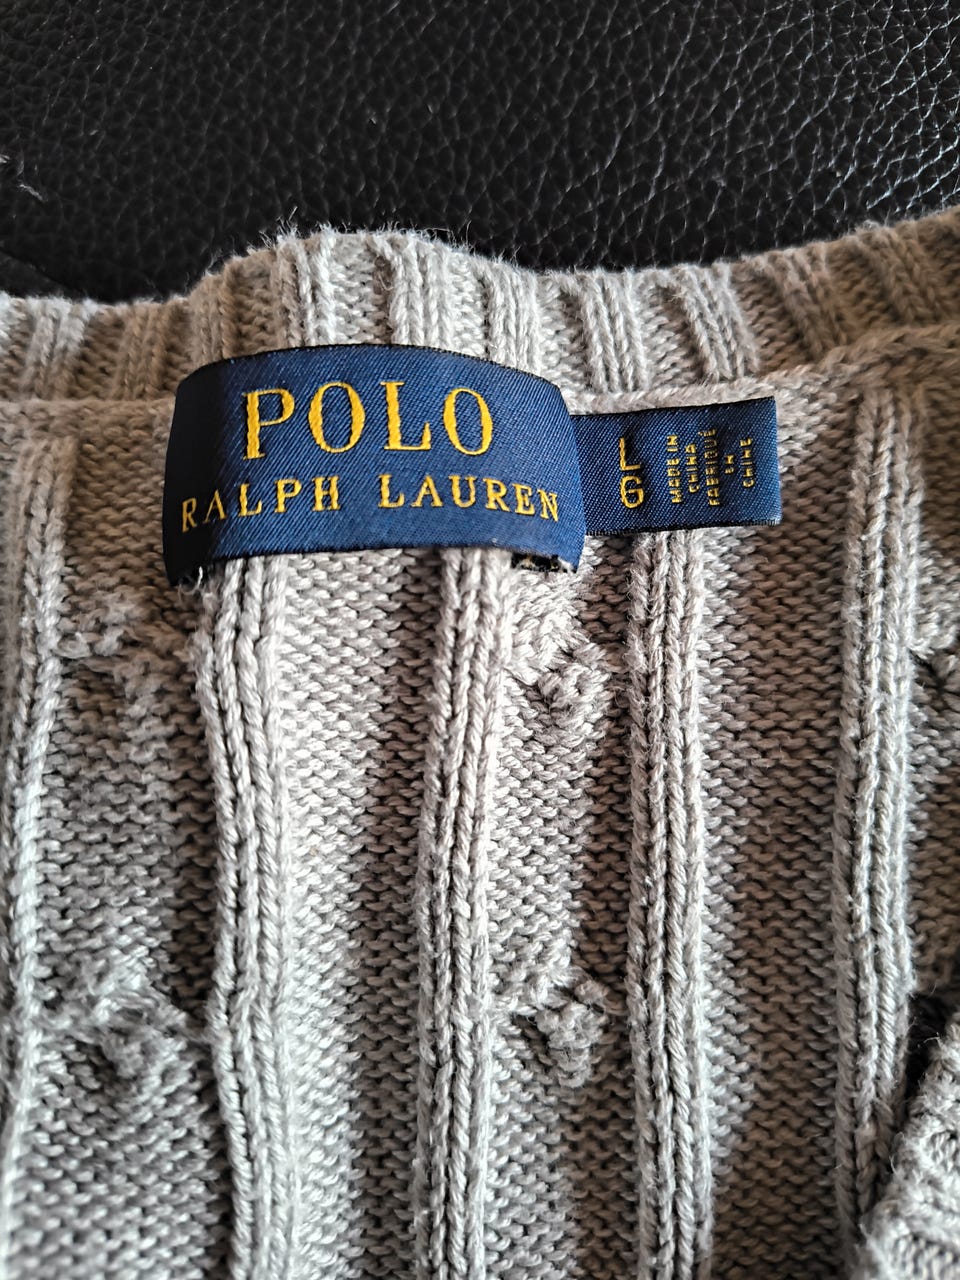 POLO
RALPH LAUREN
L
G
MADE IN
CHINA
FABRIQUÉ
EN
CHINE